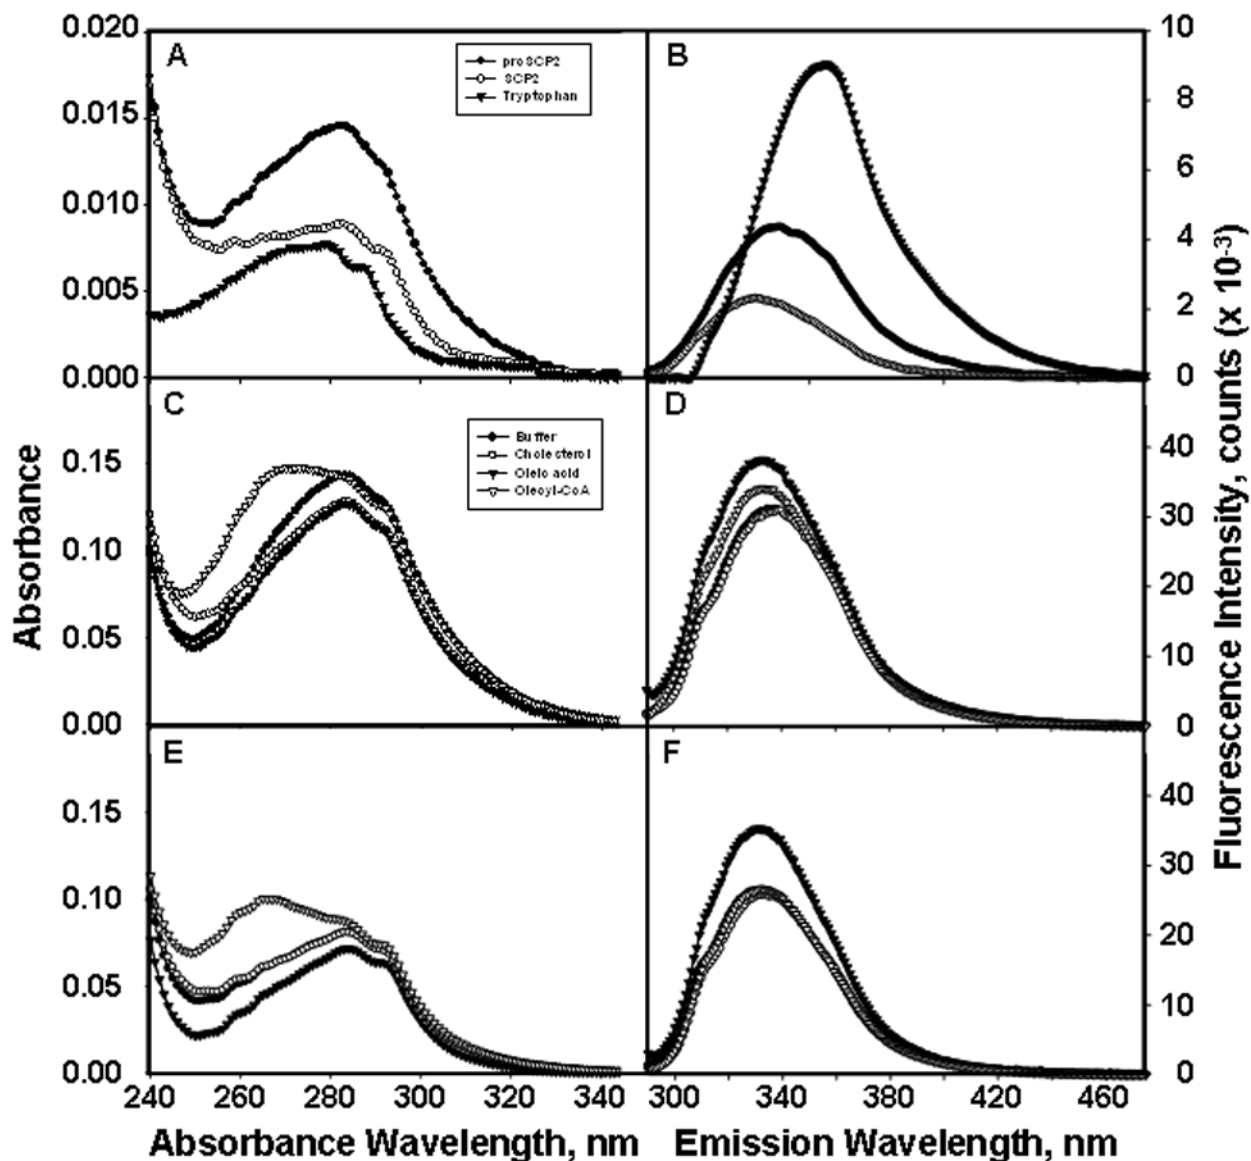 0.020
A
proSCP2
SCP2
Tryptophan
0.015
0.010
0.005
0.000
B
10
8
6
4
2
0
C
Buffer
Cholesterol
Oleic acid
Oleoyl-CoA
0.15
0.10
0.05
0.00
D
40
30
20
10
0
E
0.15
0.10
0.05
0.00
F
40
30
20
10
0
240 260 280 300 320 340
300 340 380 420 460
Absorbance
Fluorescence Intensity, counts (x 10-3)
Absorbance Wavelength, nm
Emission Wavelength, nm